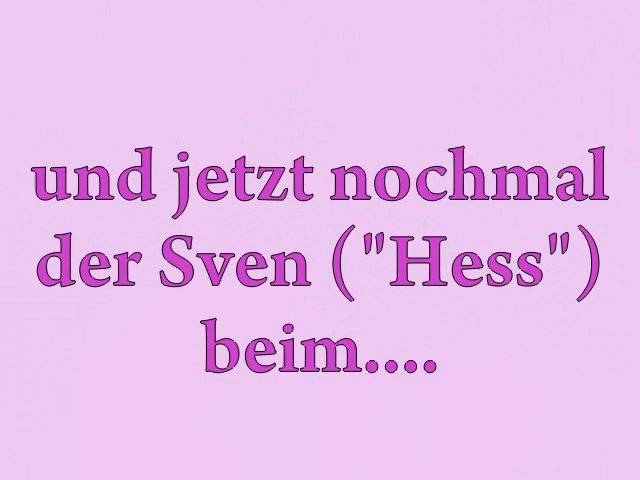 und jetzt nochmal
der Sven ("Hess")
beim....